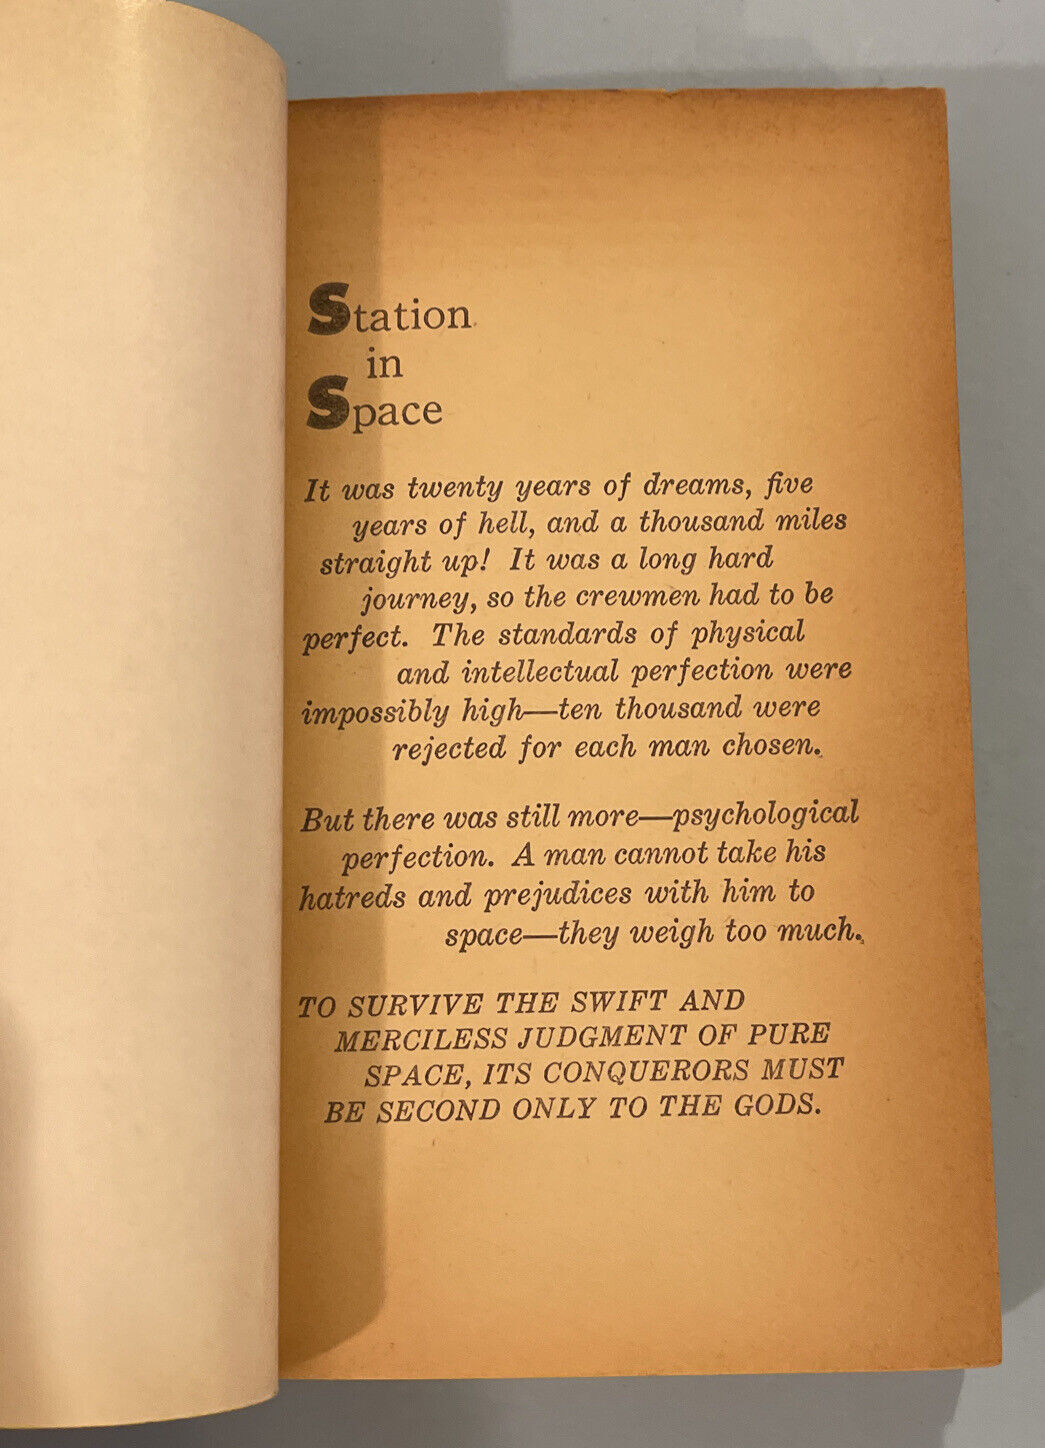 Station
in
Space
It was twenty years of dreams, five
years of hell, and a thousand miles
straight up! It was a long hard
journey, so the crewmen had to be
perfect. The standards of physical
and intellectual perfection were
impossibly high—ten thousand were
rejected for each man chosen.
But there was still more—psychological
perfection. A man cannot take his
hatreds and prejudices with him to
space—they weigh too much.
TO SURVIVE THE SWIFT AND
MERCILESS JUDGMENT OF PURE
SPACE, ITS CONQUERORS MUST
BE SECOND ONLY TO THE GODS.